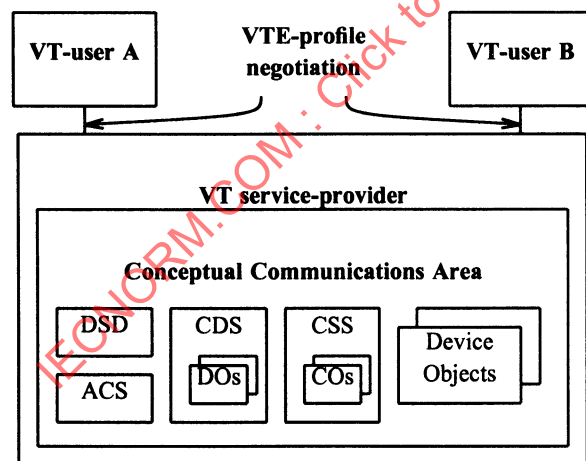 VT-user A
VTE-profile
negotiation
VT-user B
VT service-provider
Conceptual Communications Area
DSD
CDS
CSS
Device
Objects
DOs
COs
ACS
IECNORM.COM : Click to